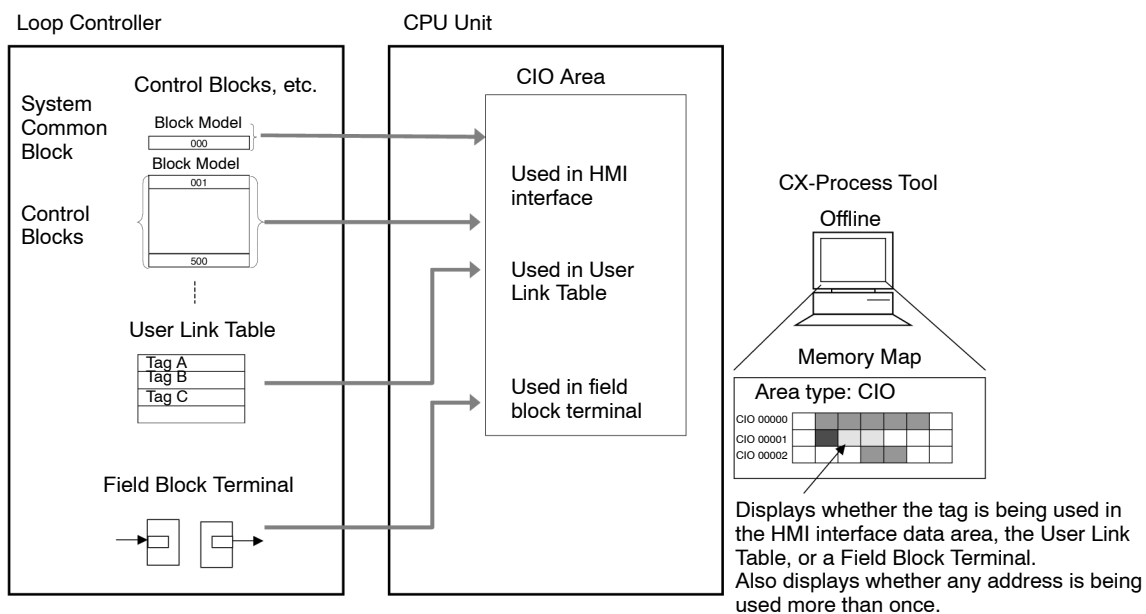 Loop Controller
CPU Unit
Control Blocks, etc.
System
Common
Block
Block Model
000
Block Model
001
Control
Blocks
500
User Link Table
Tag A
Tag B
Tag C
Field Block Terminal
CIO Area
Used in HMI
interface
Used in User
Link Table
Used in field
block terminal
CX-Process Tool
Offline
Memory Map
Area type: CIO
CIO 00000
CIO 00001
CIO 00002
Displays whether the tag is being used in
the HMI interface data area, the User Link
Table, or a Field Block Terminal.
Also displays whether any address is being
used more than once.